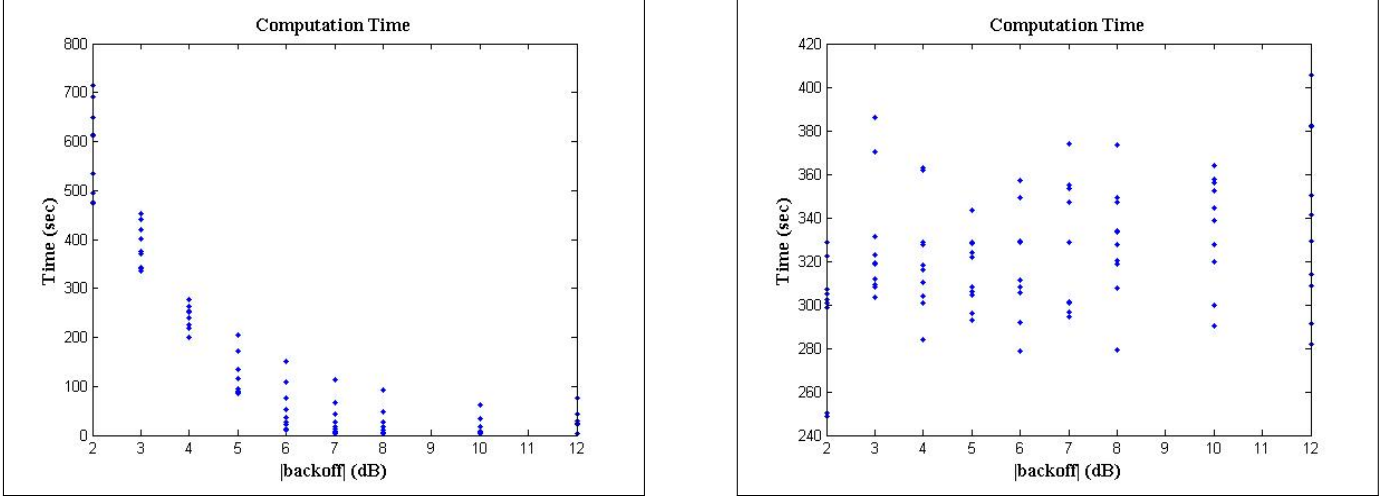 Computation Time
800
700
600
500
400
300
200
100
0
Time (sec)
2 3 4 5 6 7 8 9 10 11 12
|backoff| (dB)
Computation Time
420
400
380
360
340
320
300
280
260
240
Time (sec)
2 3 4 5 6 7 8 9 10 11 12
|backoff| (dB)